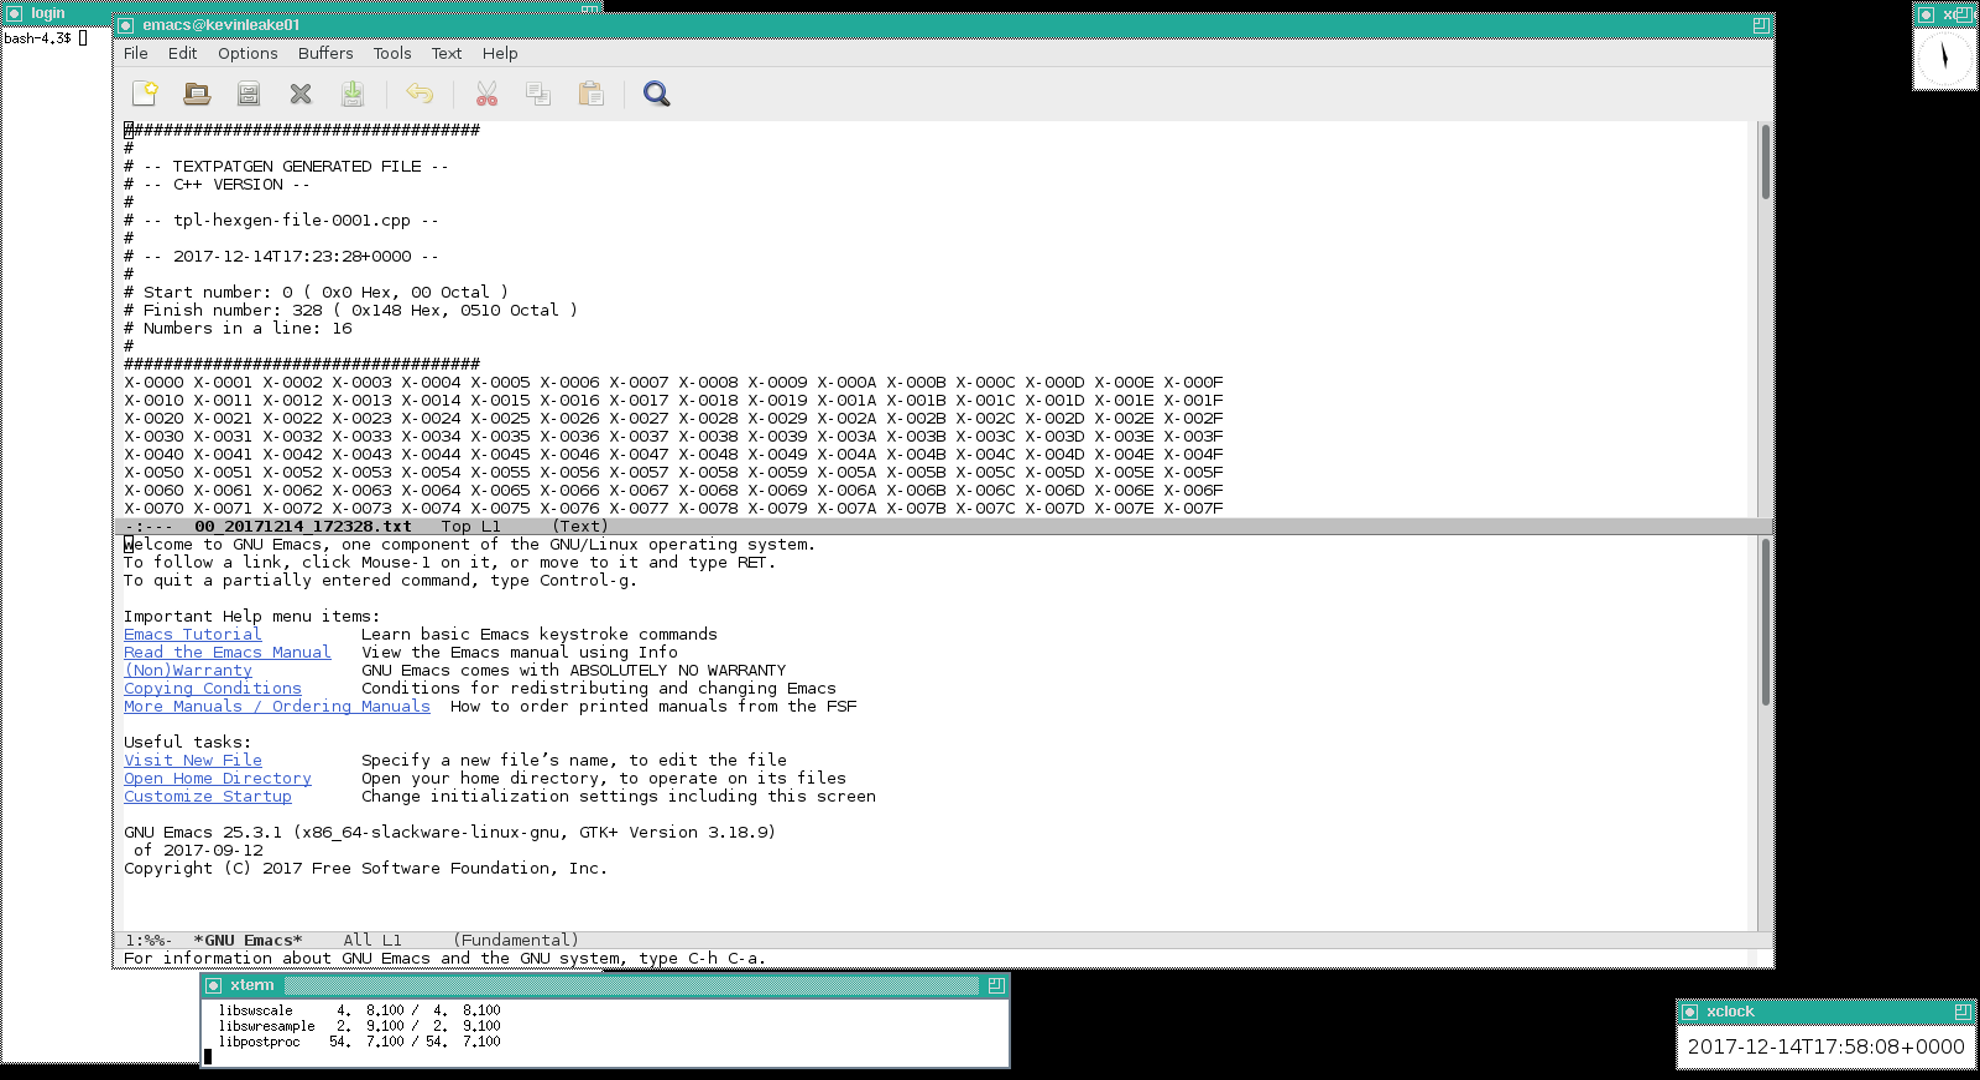 login
bash-4.3$
emacs@kevinleake01
File Edit Options Buffers Tools Text Help
####################################
#
# -- TEXTPATGEN GENERATED FILE --
# -- C++ VERSION --
#
# -- tpl-hexgen-file-0001.cpp --
#
# -- 2017-12-14T17:23:28+0000 --
#
# Start number: 0 ( 0x0 Hex, 00 Octal )
# Finish number: 328 ( 0x148 Hex, 0510 Octal )
# Numbers in a line: 16
#
####################################
X-0000 X-0001 X-0002 X-0003 X-0004 X-0005 X-0006 X-0007 X-0008 X-0009 X-000A X-000B X-000C X-000D X-000E X-000F
X-0010 X-0011 X-0012 X-0013 X-0014 X-0015 X-0016 X-0017 X-0018 X-0019 X-001A X-001B X-001C X-001D X-001E X-001F
X-0020 X-0021 X-0022 X-0023 X-0024 X-0025 X-0026 X-0027 X-0028 X-0029 X-002A X-002B X-002C X-002D X-002E X-002F
X-0030 X-0031 X-0032 X-0033 X-0034 X-0035 X-0036 X-0037 X-0038 X-0039 X-003A X-003B X-003C X-003D X-003E X-003F
X-0040 X-0041 X-0042 X-0043 X-0044 X-0045 X-0046 X-0047 X-0048 X-0049 X-004A X-004B X-004C X-004D X-004E X-004F
X-0050 X-0051 X-0052 X-0053 X-0054 X-0055 X-0056 X-0057 X-0058 X-0059 X-005A X-005B X-005C X-005D X-005E X-005F
X-0060 X-0061 X-0062 X-0063 X-0064 X-0065 X-0066 X-0067 X-0068 X-0069 X-006A X-006B X-006C X-006D X-006E X-006F
X-0070 X-0071 X-0072 X-0073 X-0074 X-0075 X-0076 X-0077 X-0078 X-0079 X-007A X-007B X-007C X-007D X-007E X-007F
-:--- 00_20171214_172328.txt Top L1 (Text)
Welcome to GNU Emacs, one component of the GNU/Linux operating system.
To follow a link, click Mouse-1 on it, or move to it and type RET.
To quit a partially entered command, type Control-g.
Important Help menu items:
Emacs Tutorial Learn basic Emacs keystroke commands
Read the Emacs Manual View the Emacs manual using Info
(Non)Warranty GNU Emacs comes with ABSOLUTELY NO WARRANTY
Copying Conditions Conditions for redistributing and changing Emacs
More Manuals / Ordering Manuals How to order printed manuals from the FSF
Useful tasks:
Visit New File Specify a new file’s name, to edit the file
Open Home Directory Open your home directory, to operate on its files
Customize Startup Change initialization settings including this screen
GNU Emacs 25.3.1 (x86_64-slackware-linux-gnu, GTK+ Version 3.18.9)
of 2017-09-12
Copyright (C) 2017 Free Software Foundation, Inc.
1:%%- *GNU Emacs* All L1 (Fundamental)
For information about GNU Emacs and the GNU system, type C-h C-a.
xterm
libswscale 4. 8.100 / 4. 8.100
libswresample 2. 9.100 / 2. 9.100
libpostproc 54. 7.100 / 54. 7.100
xclock
2017-12-14T17:58:08+0000